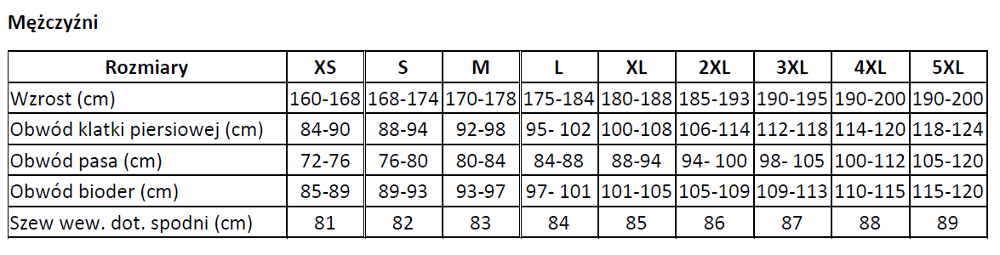 Mężczyźni
Rozmiary XS S M L XL 2XL 3XL 4XL 5XL
Wzrost (cm) 160-168 168-174 170-178 175-184 180-188 185-193 190-195 190-200 190-200
Obwód klatki piersiowej (cm) 84-90 88-94 92-98 95- 102 100-108 106-114 112-118 114-120 118-124
Obwód pasa (cm) 72-76 76-80 80-84 84-88 88-94 94- 100 98- 105 100-112 105-120
Obwód bioder (cm) 85-89 89-93 93-97 97- 101 101-105 105-109 109-113 110-115 115-120
Szew wew. dot. spodni (cm) 81 82 83 84 85 86 87 88 89